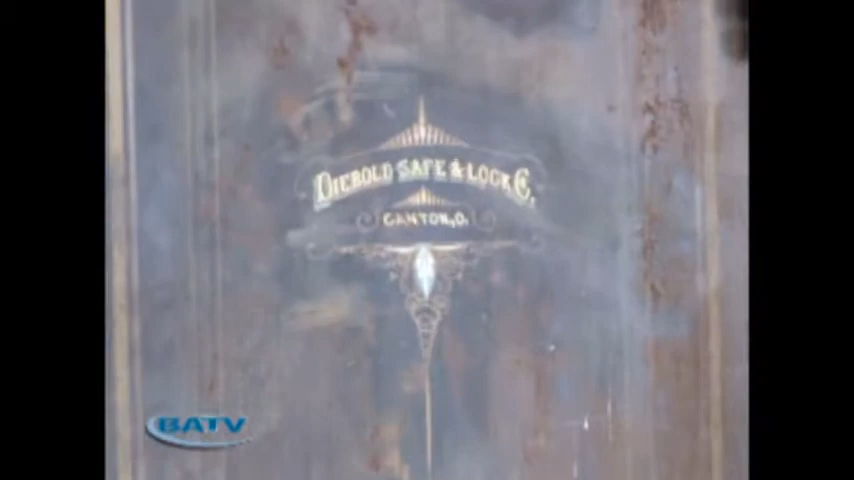 DIEBOLD SAFE & LOCK CO.
CANTON, O.
BATV